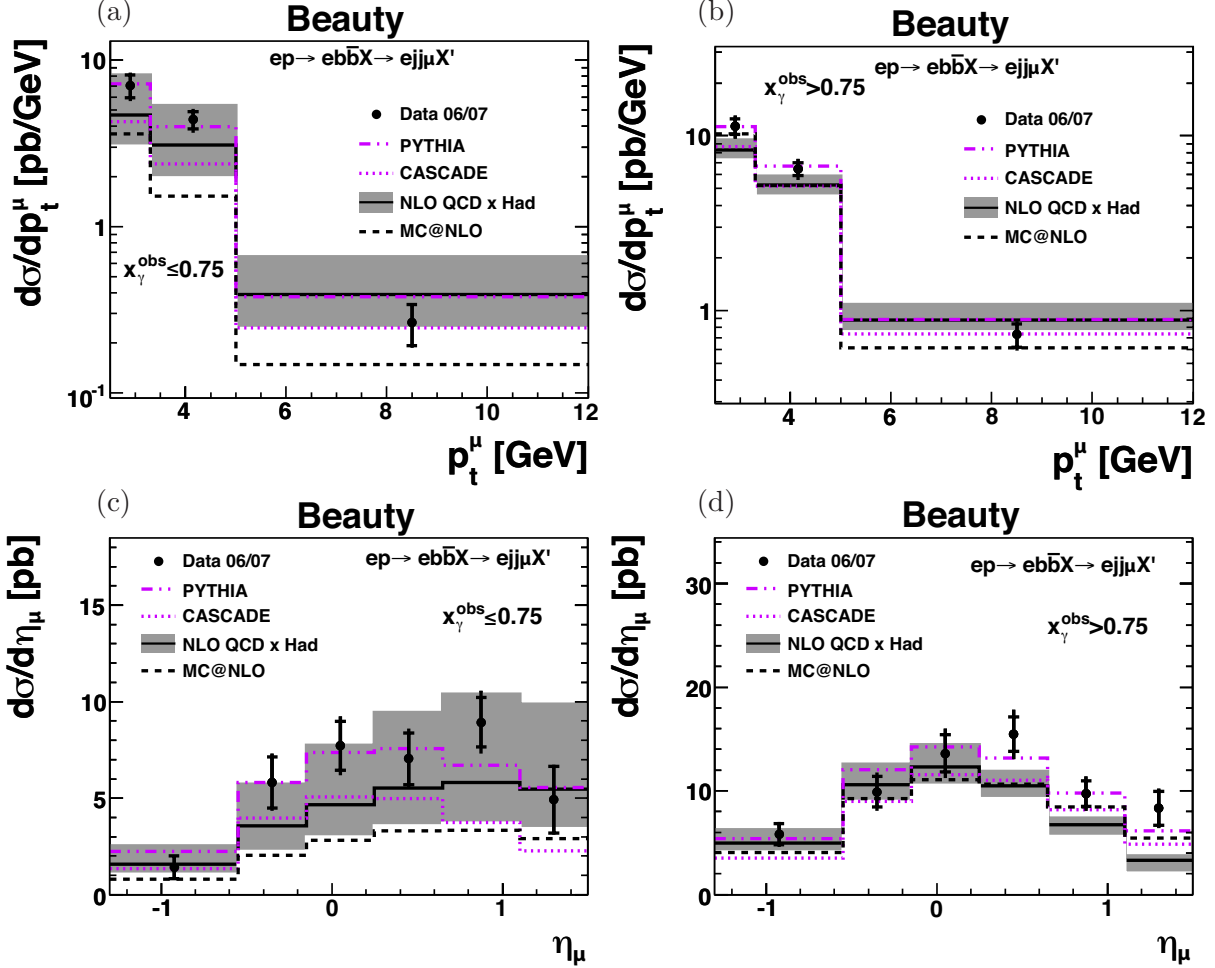 (a)
Beauty
ep→ ebb̅X→ ejjμX'
Data 06/07
PYTHIA
CASCADE
NLO QCD x Had
MC@NLO
x_γ^obs ≤0.75
dσ/dp_t^μ [pb/GeV]
10
1
10^-1
4 6 8 10 12
p_t^μ [GeV]
(b)
Beauty
ep→ ebb̅X→ ejjμX'
x_γ^obs >0.75
Data 06/07
PYTHIA
CASCADE
NLO QCD x Had
MC@NLO
dσ/dp_t^μ [pb/GeV]
10
1
4 6 8 10 12
p_t^μ [GeV]
(c)
Beauty
Data 06/07
ep→ ebb̅X→ ejjμX'
PYTHIA
CASCADE
x_γ^obs ≤0.75
NLO QCD x Had
MC@NLO
dσ/dη_μ [pb]
15
10
5
0
-1 0 1
η_μ
(d)
Beauty
Data 06/07
ep→ ebb̅X→ ejjμX'
PYTHIA
CASCADE
x_γ^obs >0.75
NLO QCD x Had
MC@NLO
dσ/dη_μ [pb]
30
20
10
0
-1 0 1
η_μ